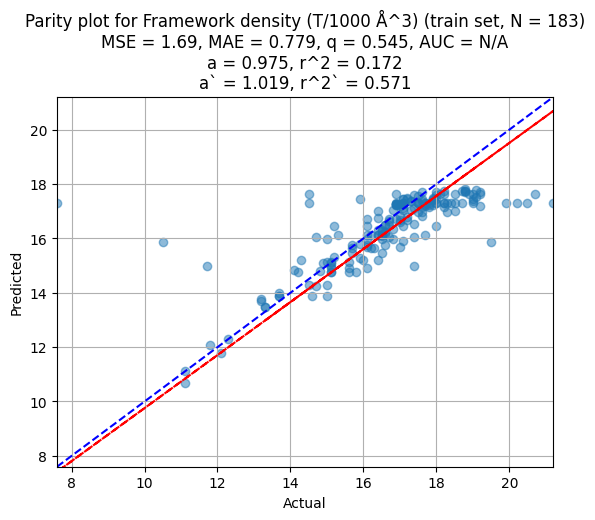 Parity plot for Framework density (T/1000 Å^3) (train set, N = 183)
MSE = 1.69, MAE = 0.779, q = 0.545, AUC = N/A
a = 0.975, r^2 = 0.172
a` = 1.019, r^2` = 0.571
20
18
16
14
12
10
8
Predicted
8 10 12 14 16 18 20
Actual